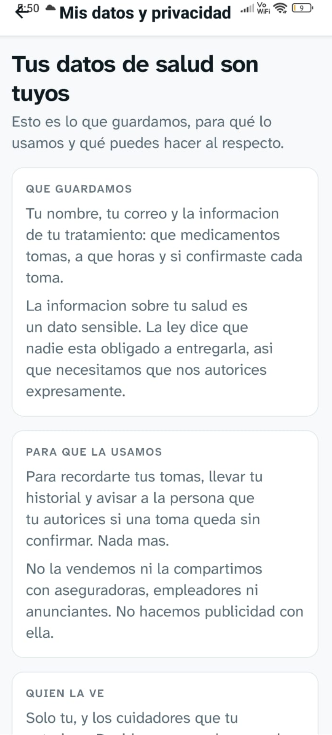 8:50
Mis datos y privacidad
Vo
WiFi
9
Tus datos de salud son
tuyos
Esto es lo que guardamos, para qué lo
usamos y qué puedes hacer al respecto.
QUE GUARDAMOS
Tu nombre, tu correo y la informacion
de tu tratamiento: que medicamentos
tomas, a que horas y si confirmaste cada
toma.
La informacion sobre tu salud es
un dato sensible. La ley dice que
nadie esta obligado a entregarla, asi
que necesitamos que nos autorices
expresamente.
PARA QUE LA USAMOS
Para recordarte tus tomas, llevar tu
historial y avisar a la persona que
tu autorices si una toma queda sin
confirmar. Nada mas.
No la vendemos ni la compartimos
con aseguradoras, empleadores ni
anunciantes. No hacemos publicidad con
ella.
QUIEN LA VE
Solo tu, y los cuidadores que tu